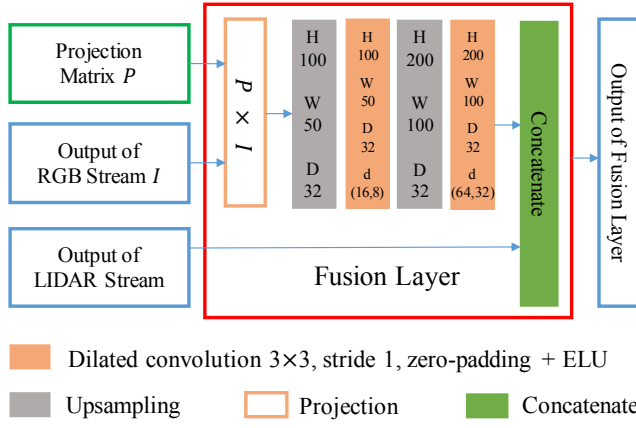 Projection
Matrix P
Output of
RGB Stream I
Output of
LIDAR Stream
P × I
H
100
W
50
D
32
H
100
W
50
D
32
d
(16,8)
H
200
W
100
D
32
H
200
W
100
D
32
d
(64,32)
Concatenate
Output of Fusion Layer
Fusion Layer
Dilated convolution 3×3, stride 1, zero-padding + ELU
Upsampling
Projection
Concatenate